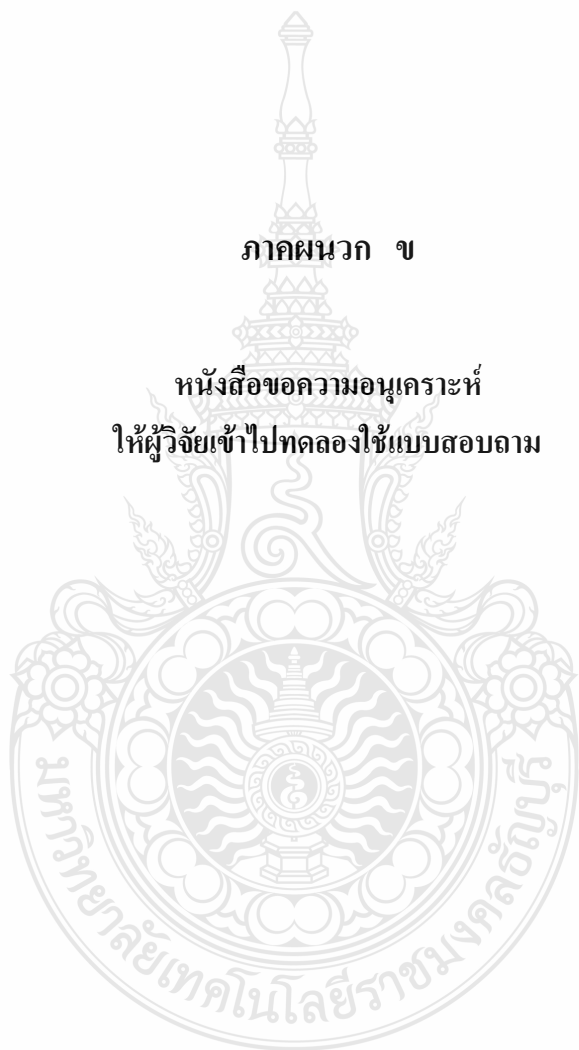 ภาคผนวก ข
หนังสือขอความอนุเคราะห์
ให้ผู้วิจัยเข้าไปทดลองใช้แบบสอบถาม
มหาวิทยาลัยเทคโนโลยีราชมงคลธัญบุรี